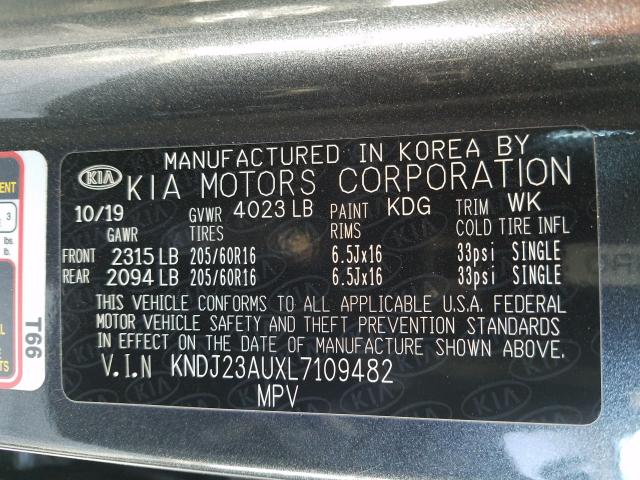 MANUFACTURED IN KOREA BY
KIA KIA MOTORS CORPORATION
10/19 GVWR 4023 LB PAINT KDG TRIM WK
GAWR TIRES RIMS COLD TIRE INFL
FRONT 2315 LB 205/60R16 6.5Jx16 33psi SINGLE
REAR 2094 LB 205/60R16 6.5Jx16 33psi SINGLE
THIS VEHICLE CONFORMS TO ALL APPLICABLE U.S.A. FEDERAL
MOTOR VEHICLE SAFETY AND THEFT PREVENTION STANDARDS
IN EFFECT ON THE DATE OF MANUFACTURE SHOWN ABOVE.
V.I.N KNDJ23AUXL7109482
MPV
3
lbs.
T66